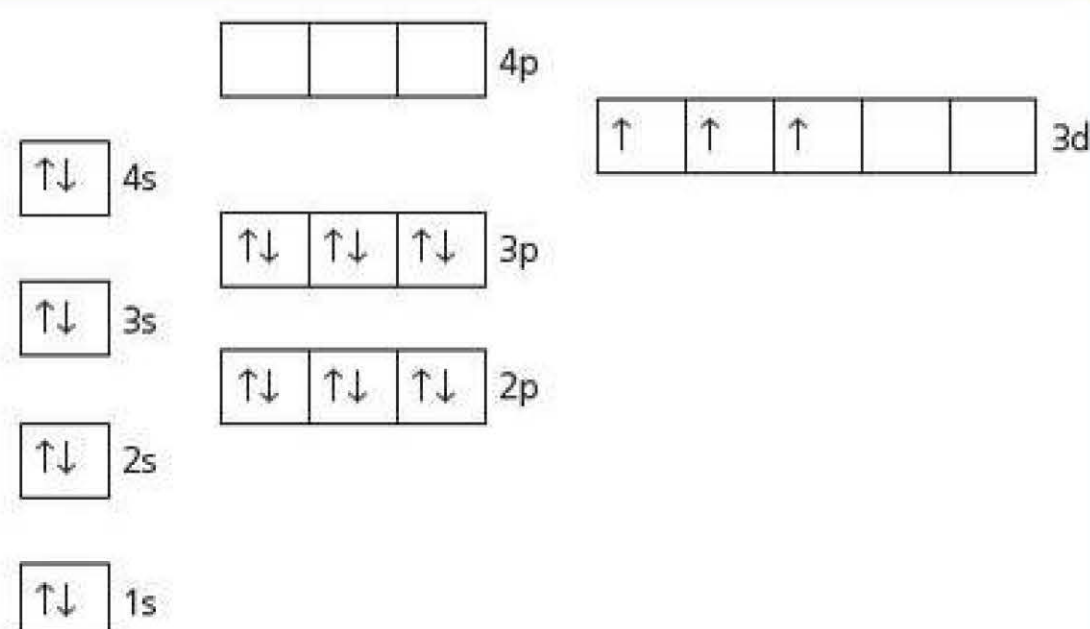 4p
↑ ↑ ↑ 3d
↑↓ 4s
↑↓ ↑↓ ↑↓ 3p
↑↓ 3s
↑↓ ↑↓ ↑↓ 2p
↑↓ 2s
↑↓ 1s